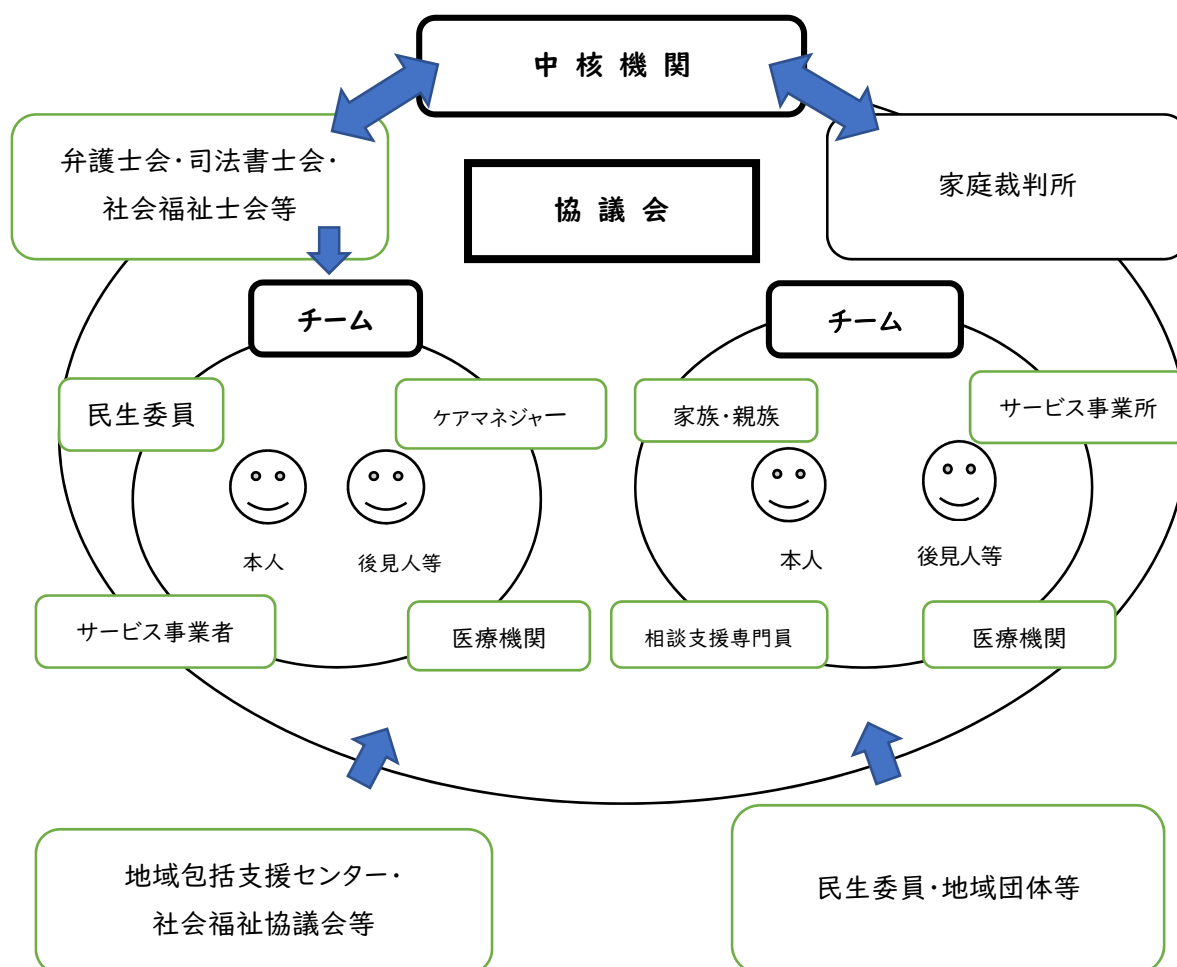 中核機関
弁護士会・司法書士会・
社会福祉士会等
協議会
家庭裁判所
チーム
民生委員
ケアマネジャー
本人
後見人等
サービス事業者
医療機関
チーム
家族・親族
サービス事業所
本人
後見人等
相談支援専門員
医療機関
地域包括支援センター・
社会福祉協議会等
民生委員・地域団体等